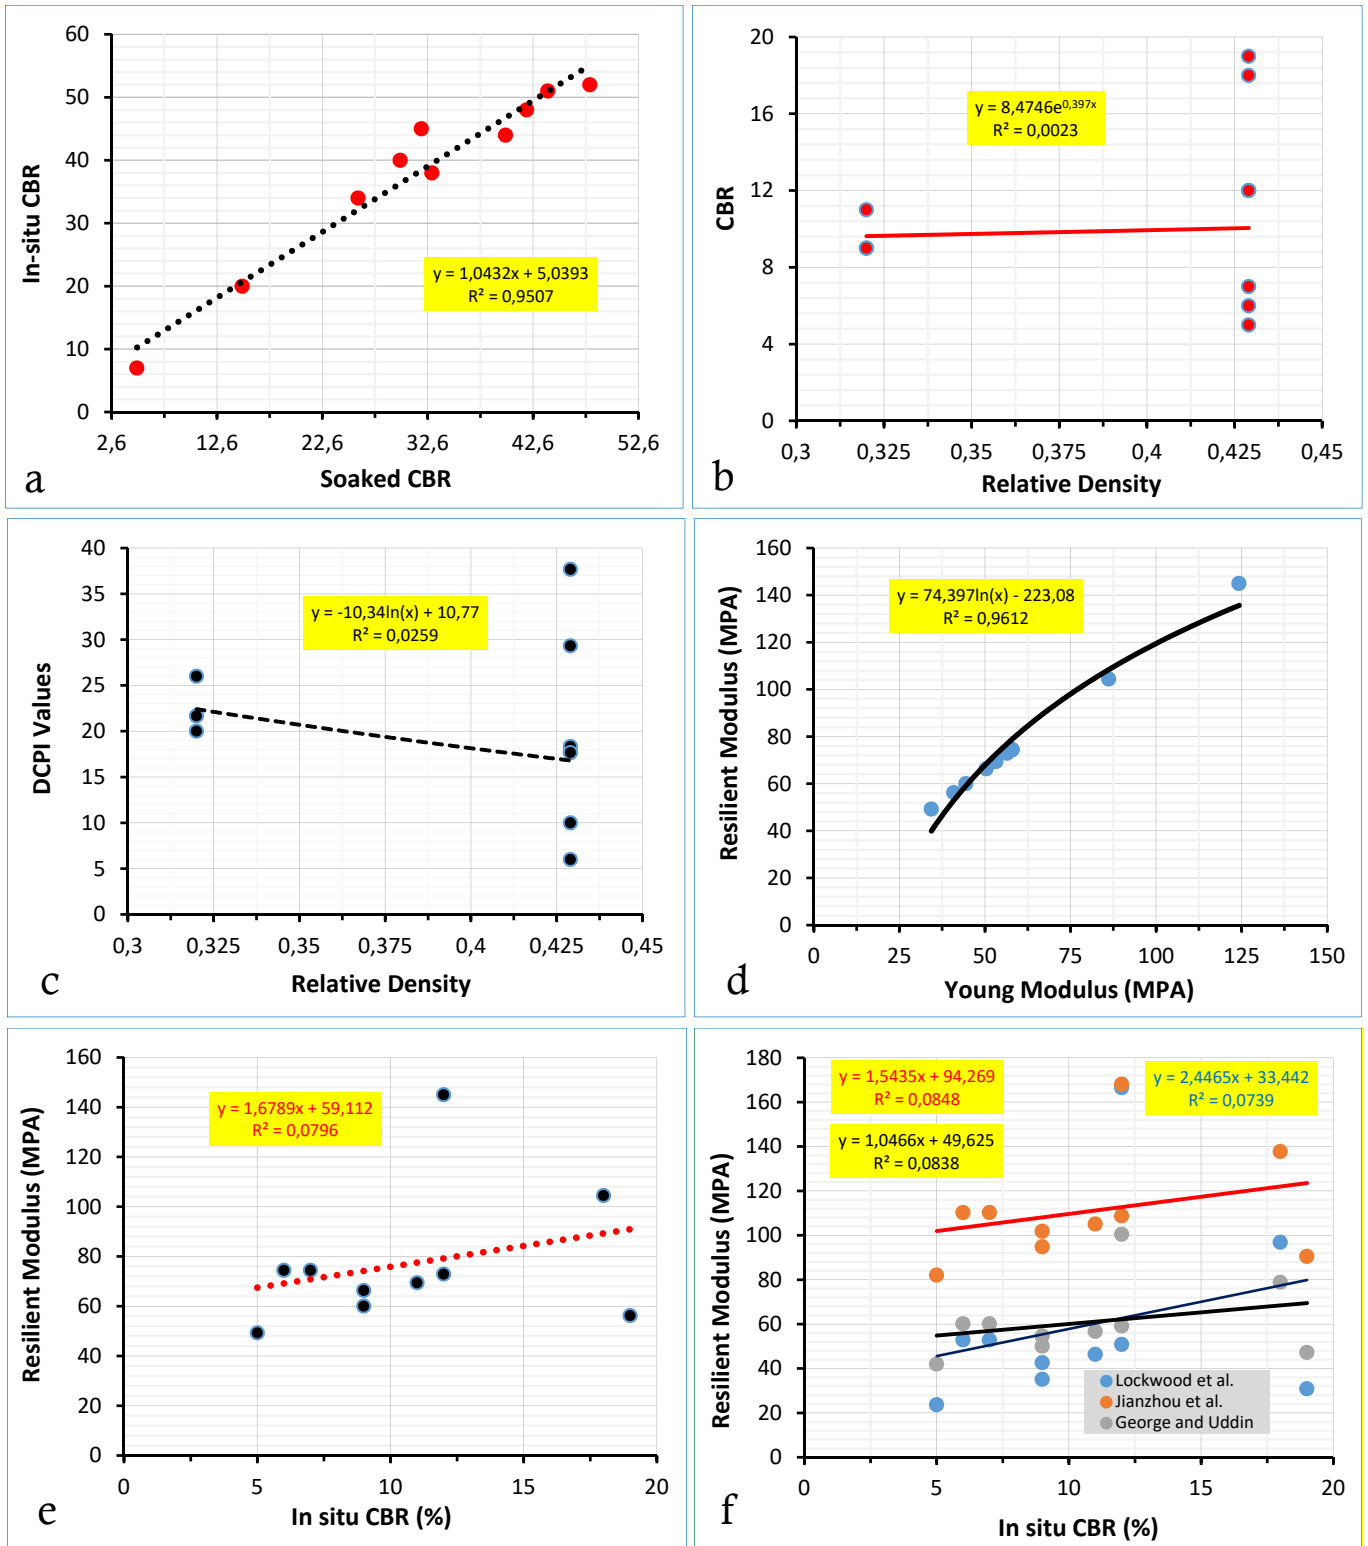 60
50
40
30
20
10
0
In-situ CBR
y = 1,0432x + 5,0393
R² = 0,9507
2,6 12,6 22,6 32,6 42,6 52,6
Soaked CBR
a
20
16
12
8
4
0
CBR
y = 8,4746e^0,397x
R² = 0,0023
0,3 0,325 0,35 0,375 0,4 0,425 0,45
Relative Density
b
40
35
30
25
20
15
10
5
0
DCPI Values
y = -10,34ln(x) + 10,77
R² = 0,0259
0,3 0,325 0,35 0,375 0,4 0,425 0,45
Relative Density
c
160
140
120
100
80
60
40
20
0
Resilient Modulus (MPA)
y = 74,397ln(x) - 223,08
R² = 0,9612
0 25 50 75 100 125 150
Young Modulus (MPA)
d
160
140
120
100
80
60
40
20
0
Resilient Modulus (MPA)
y = 1,6789x + 59,112
R² = 0,0796
0 5 10 15 20
In situ CBR (%)
e
180
160
140
120
100
80
60
40
20
0
Resilient Modulus (MPA)
y = 1,5435x + 94,269
R² = 0,0848
y = 2,4465x + 33,442
R² = 0,0739
y = 1,0466x + 49,625
R² = 0,0838
Lockwood et al.
Jianzhou et al.
George and Uddin
0 5 10 15 20
In situ CBR (%)
f